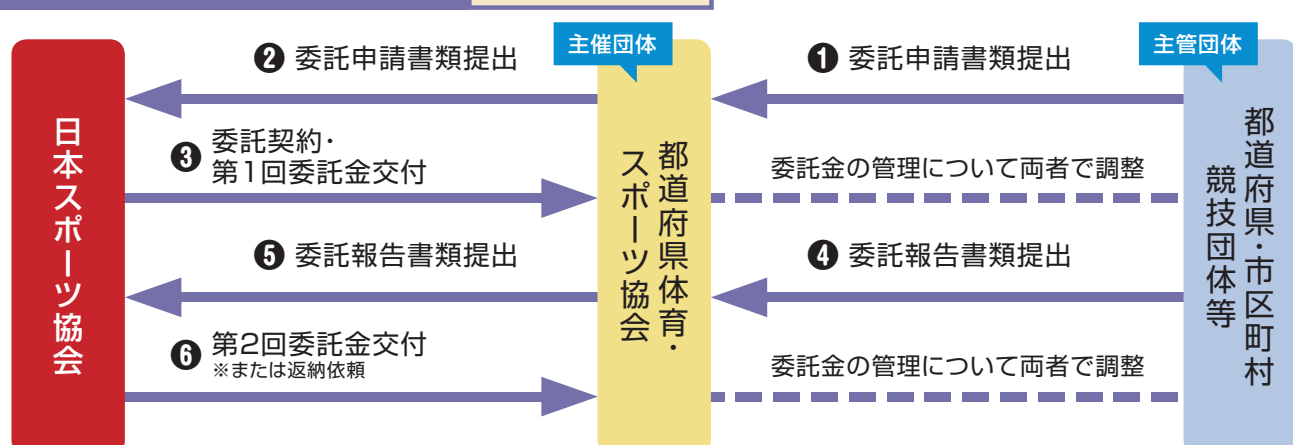 主催団体
主管団体
❷ 委託申請書類提出
❶ 委託申請書類提出
日本スポーツ協会
❸ 委託契約・
第1回委託金交付
都道府県体育・
スポーツ協会
委託金の管理について両者で調整
都道府県・市区町村
競技団体等
❺ 委託報告書類提出
❹ 委託報告書類提出
❻ 第2回委託金交付
※または返納依頼
委託金の管理について両者で調整